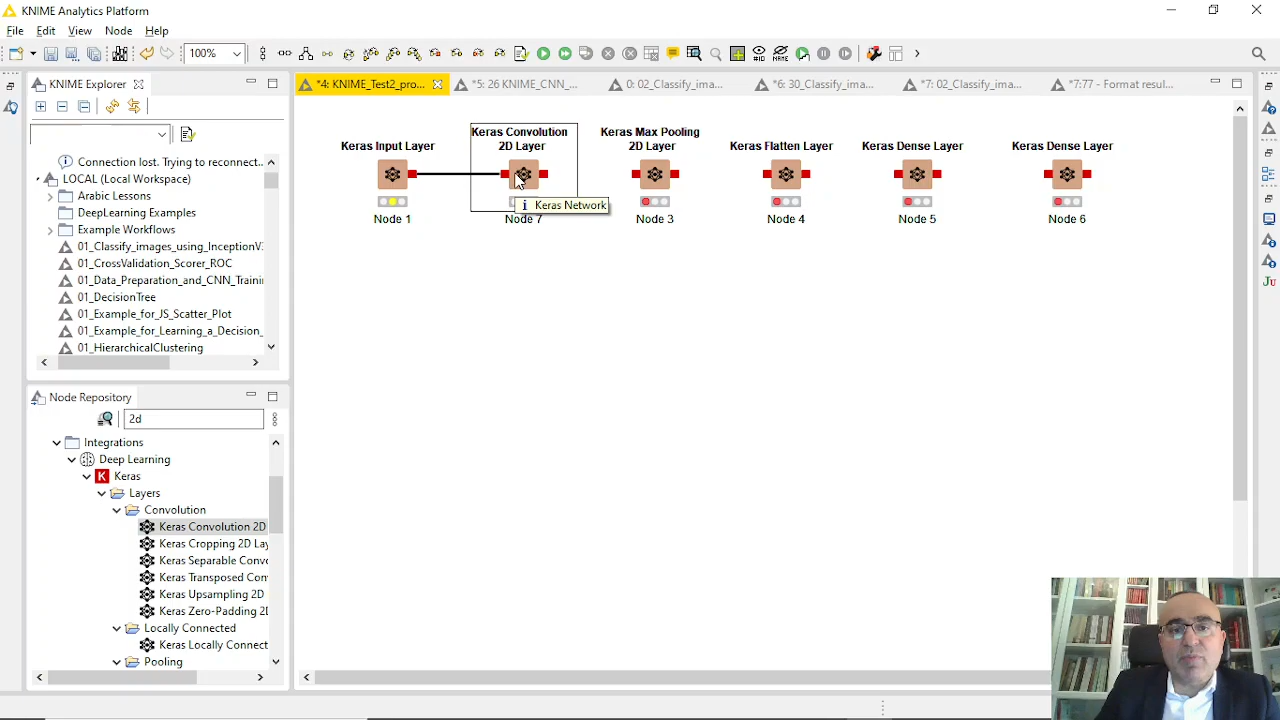 KNIME Analytics Platform
File Edit View Node Help
100%
KNIME Explorer
*4: KNIME_Test2_pro...
*5: 26 KNIME_CNN_...
0: 02_Classify_ima...
*6: 30_Classify_ima...
*7: 02_Classify_ima...
*7:77 - Format resul...
Connection lost. Trying to reconnect...
LOCAL (Local Workspace)
Arabic Lessons
DeepLearning Examples
Example Workflows
01_Classify_images_using_InceptionV
01_CrossValidation_Scorer_ROC
01_Data_Preparation_and_CNN_Traini
01_DecisionTree
01_Example_for_JS_Scatter_Plot
01_Example_for_Learning_a_Decision_
01_HierarchicalClustering
Node Repository
2d
Integrations
Deep Learning
K Keras
Layers
Convolution
Keras Convolution 2D
Keras Cropping 2D Lay
Keras Separable Convo
Keras Transposed Con
Keras Upsampling 2D
Keras Zero-Padding 2D
Locally Connected
Keras Locally Connect
Pooling
Keras Input Layer
Node 1
Keras Convolution
2D Layer
Keras Network
Node 7
Keras Max Pooling
2D Layer
Node 3
Keras Flatten Layer
Node 4
Keras Dense Layer
Node 5
Keras Dense Layer
Node 6
Ju